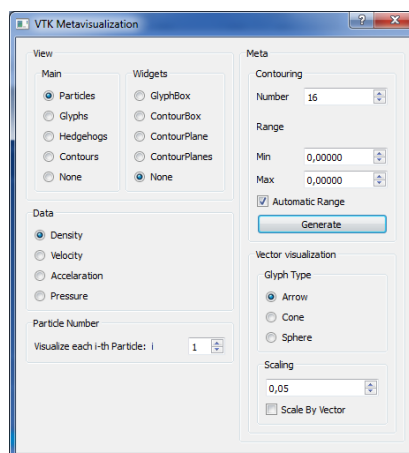 VTK Metavisualization
View
Main
Particles
Glyphs
Hedgehogs
Contours
None
Widgets
GlyphBox
ContourBox
ContourPlane
ContourPlanes
None
Data
Density
Velocity
Accelaration
Pressure
Particle Number
Visualize each i-th Particle: i 1
Meta
Contouring
Number 16
Range
Min 0,00000
Max 0,00000
Automatic Range
Generate
Vector visualization
Glyph Type
Arrow
Cone
Sphere
Scaling
0,05
Scale By Vector